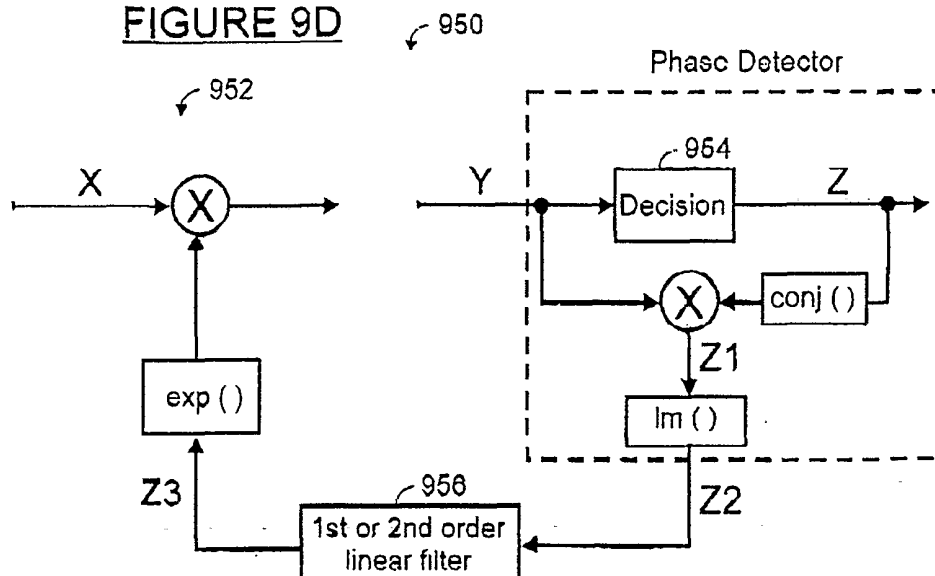 FIGURE 9D
950
Phase Detector
952
954
X
X
Y
Decision
Z
X
conj ( )
Z1
exp ( )
Im ( )
Z3
956
Z2
1st or 2nd order
linear filter